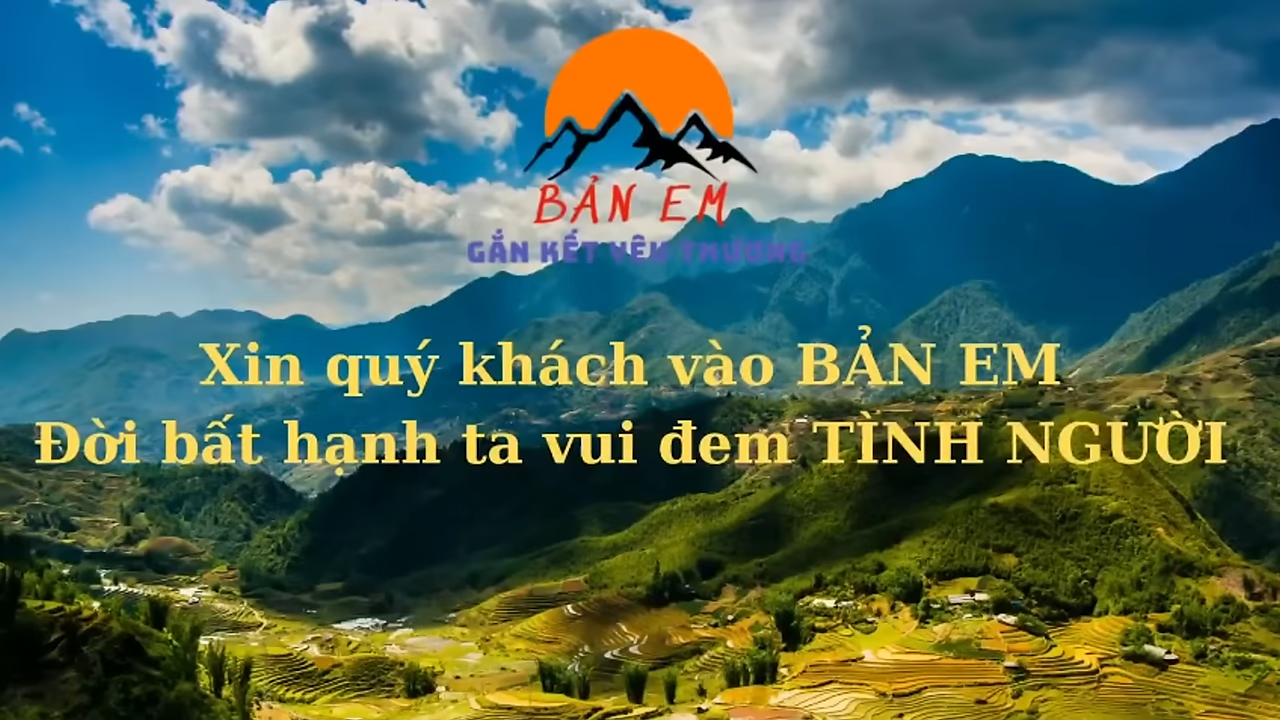 BẢN EM
GẮN KẾT YÊU THƯƠNG
Xin quý khách vào BẢN EM
Đời bất hạnh ta vui đem TÌNH NGƯỜI